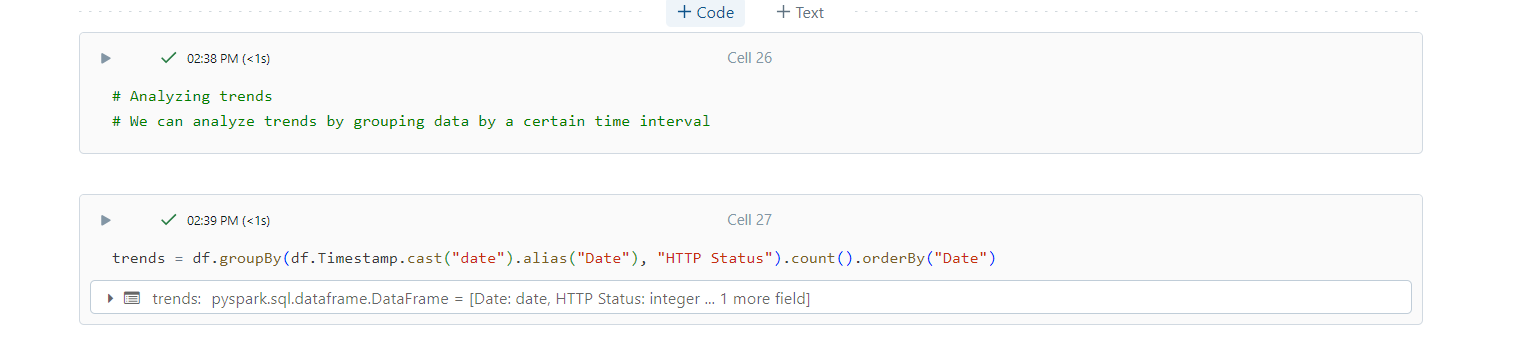 + Code + Text
02:38 PM (<1s) Cell 26
# Analyzing trends
# We can analyze trends by grouping data by a certain time interval
02:39 PM (<1s) Cell 27
trends = df.groupBy(df.Timestamp.cast("date").alias("Date"), "HTTP Status").count().orderBy("Date")
trends: pyspark.sql.dataframe.DataFrame = [Date: date, HTTP Status: integer ... 1 more field]